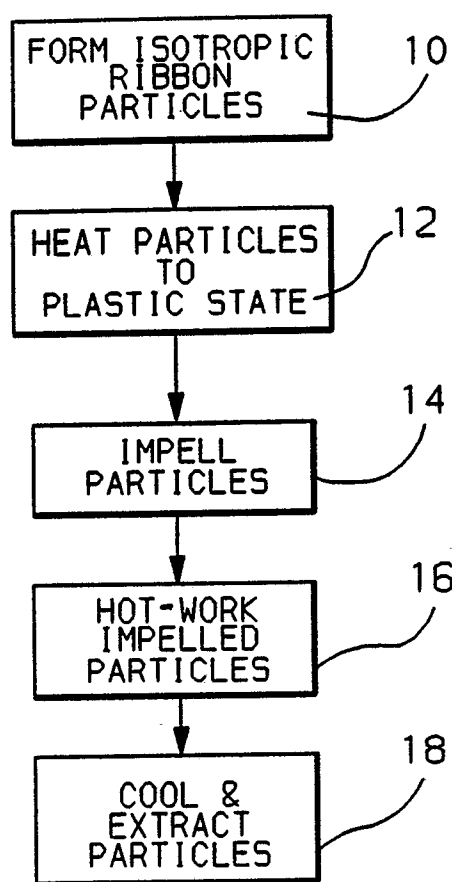 FORM ISOTROPIC
RIBBON
PARTICLES
10
HEAT PARTICLES
TO
PLASTIC STATE
12
IMPELL
PARTICLES
14
HOT-WORK
IMPELLED
PARTICLES
16
COOL &
EXTRACT
PARTICLES
18